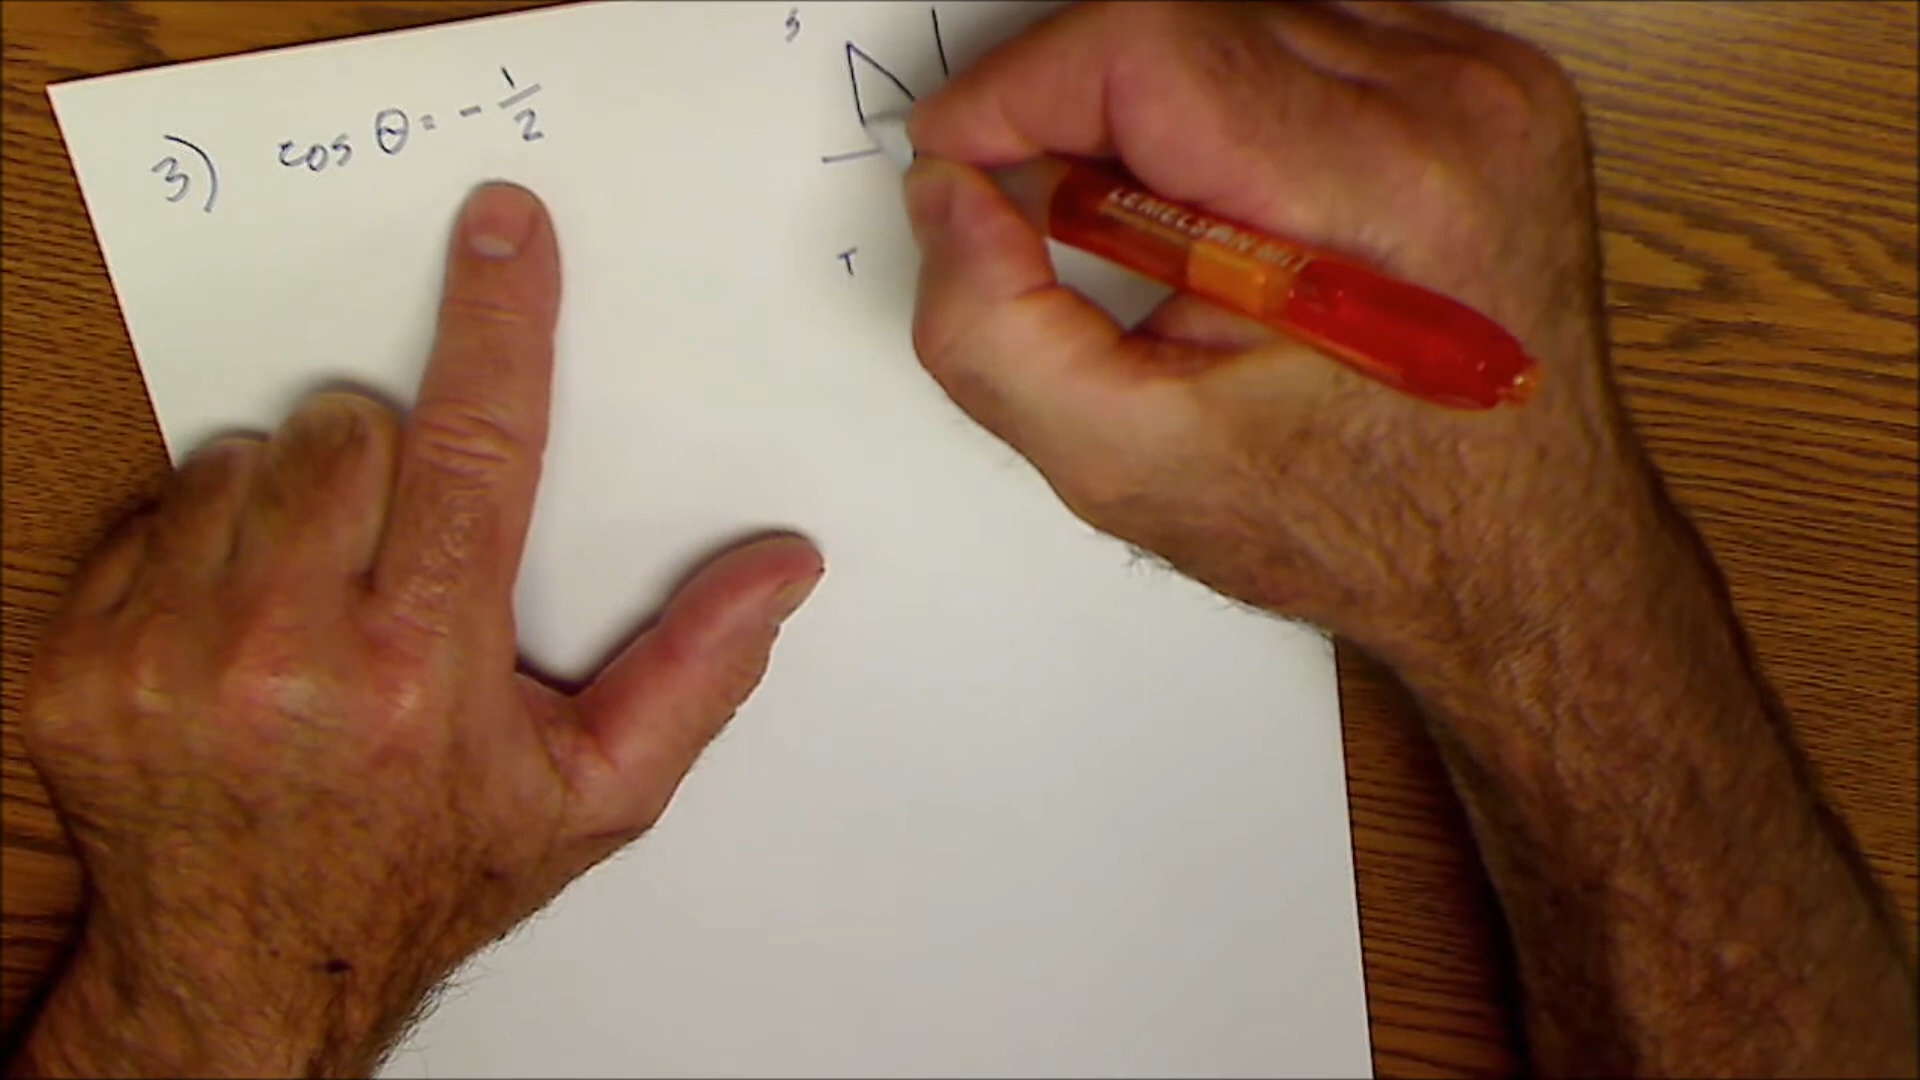 3) cos θ = - 1/2
S
T